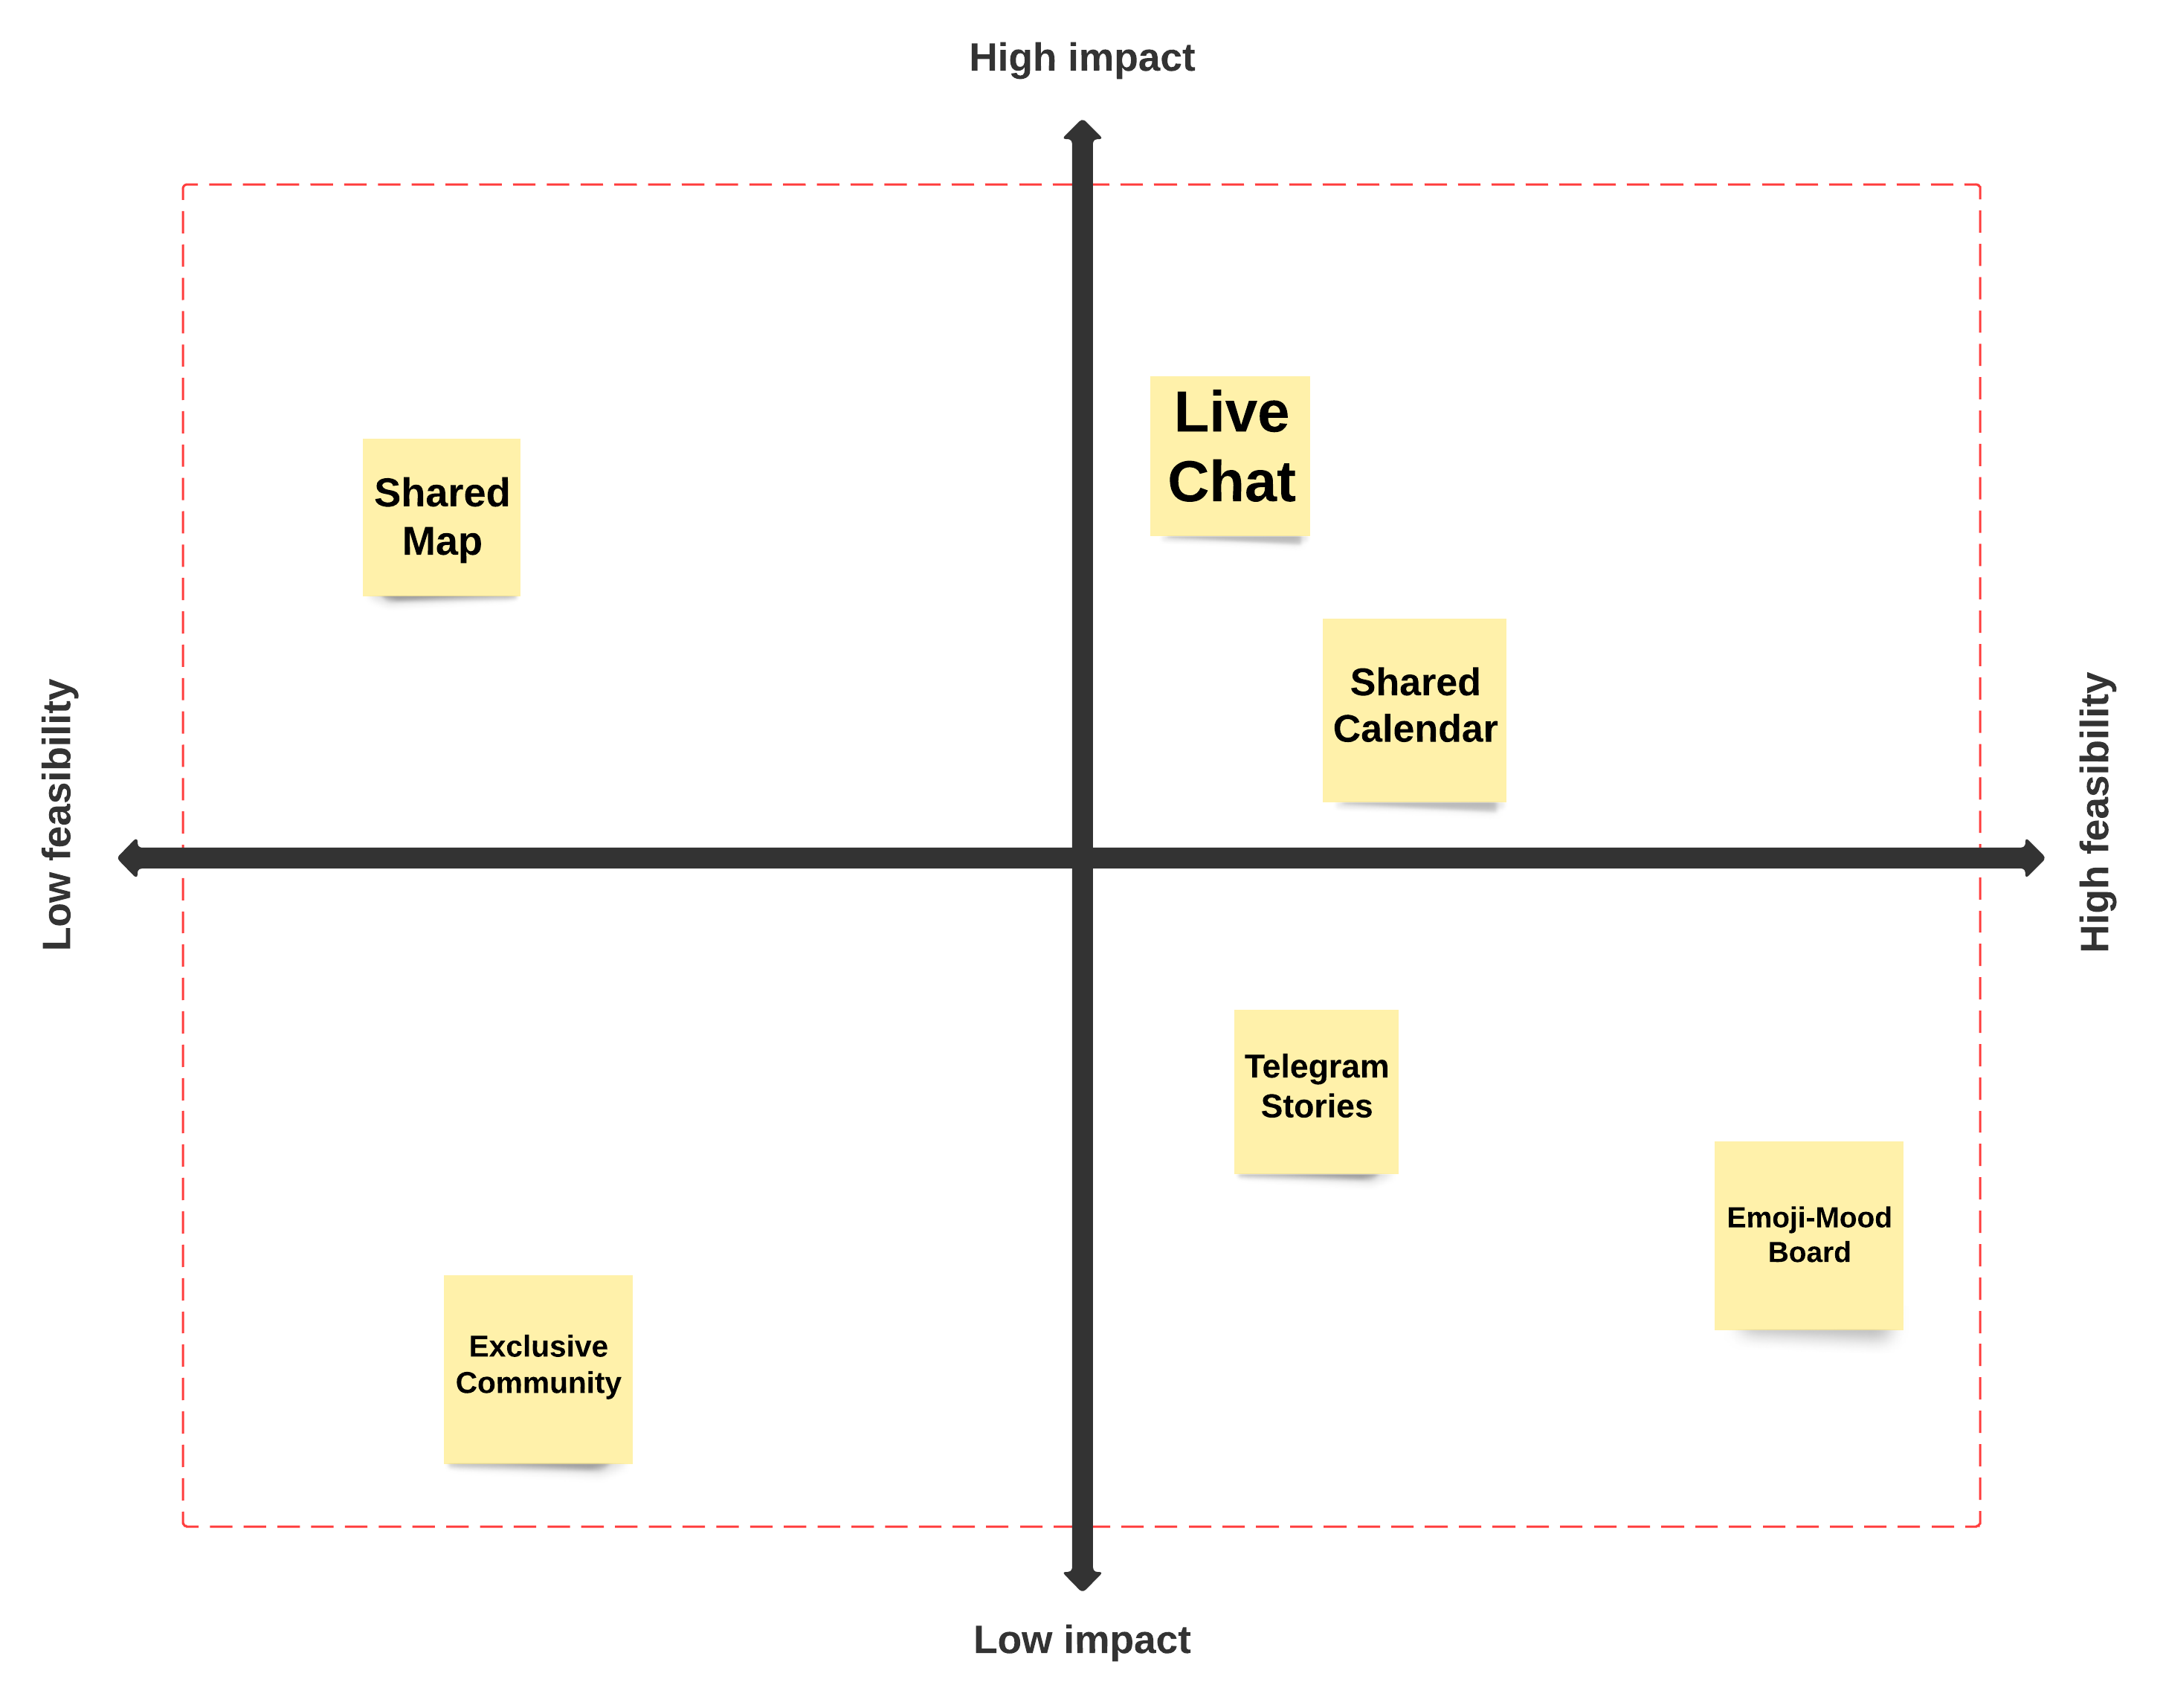 High impact
Live
Chat
Shared
Map
Shared
Calendar
Low feasibility
High feasibility
Telegram
Stories
Emoji-Mood
Board
Exclusive
Community
Low impact